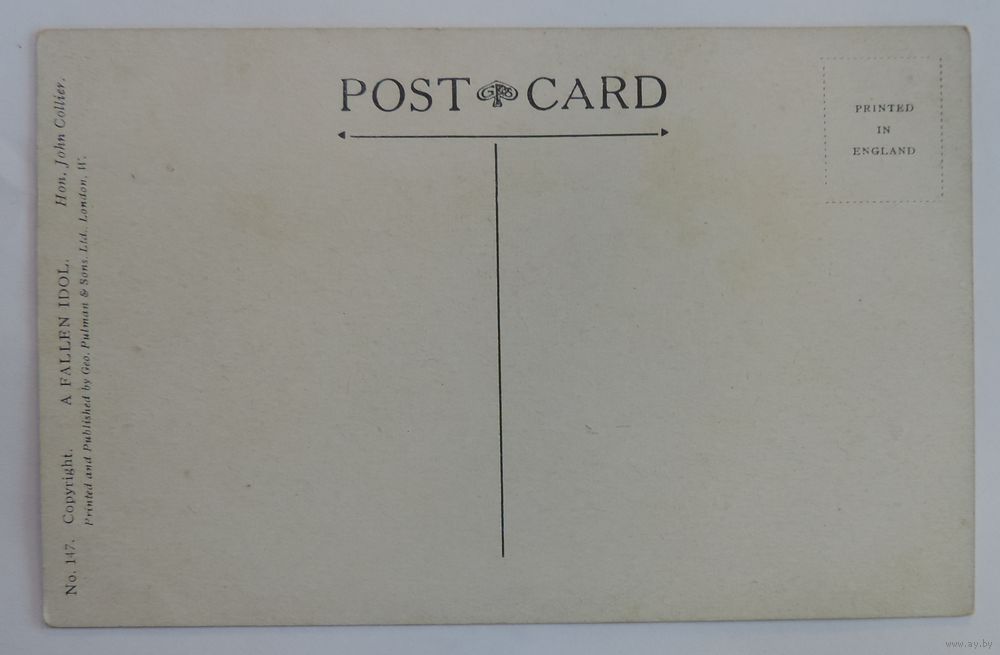 POST GPS CARD
PRINTED
IN
ENGLAND
No. 147. Copyright. A FALLEN IDOL. Hon. John Collier.
Printed and Published by Geo. Pulman & Sons. Ltd., London, W.
www.ay.by